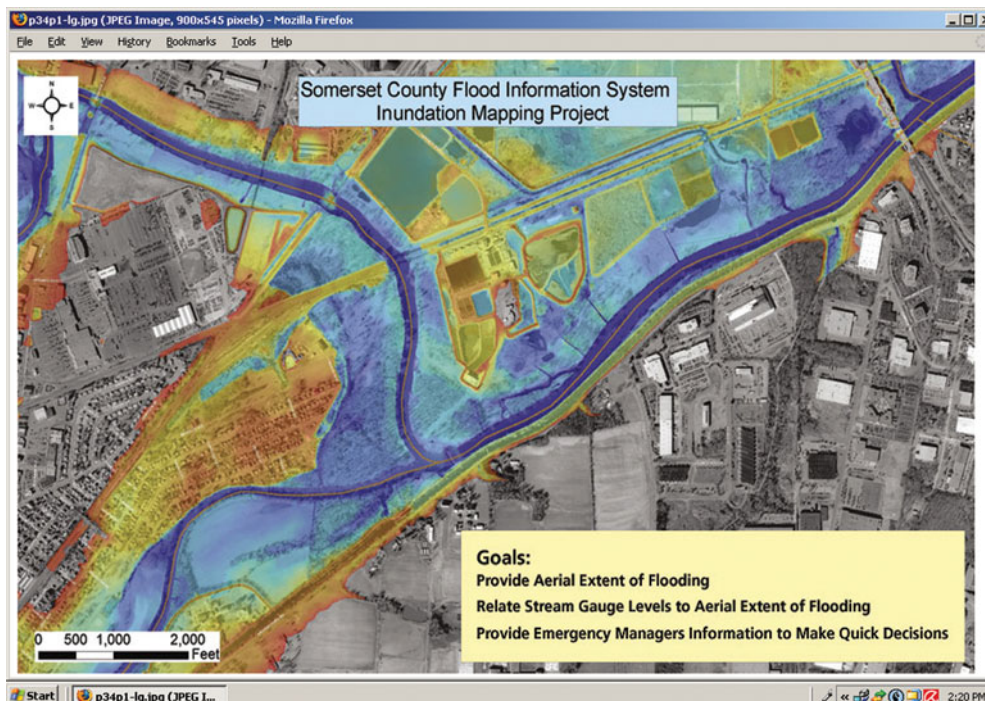 p34p1-lg.jpg (JPEG Image, 900x545 pixels) - Mozilla Firefox
File Edit View History Bookmarks Tools Help
N
W E
S
Somerset County Flood Information System
Inundation Mapping Project
Goals:
Provide Aerial Extent of Flooding
Relate Stream Gauge Levels to Aerial Extent of Flooding
Provide Emergency Managers Information to Make Quick Decisions
0 500 1,000 2,000
Feet
Start p34p1-lg.jpg (JPEG I... « 2:20 PM